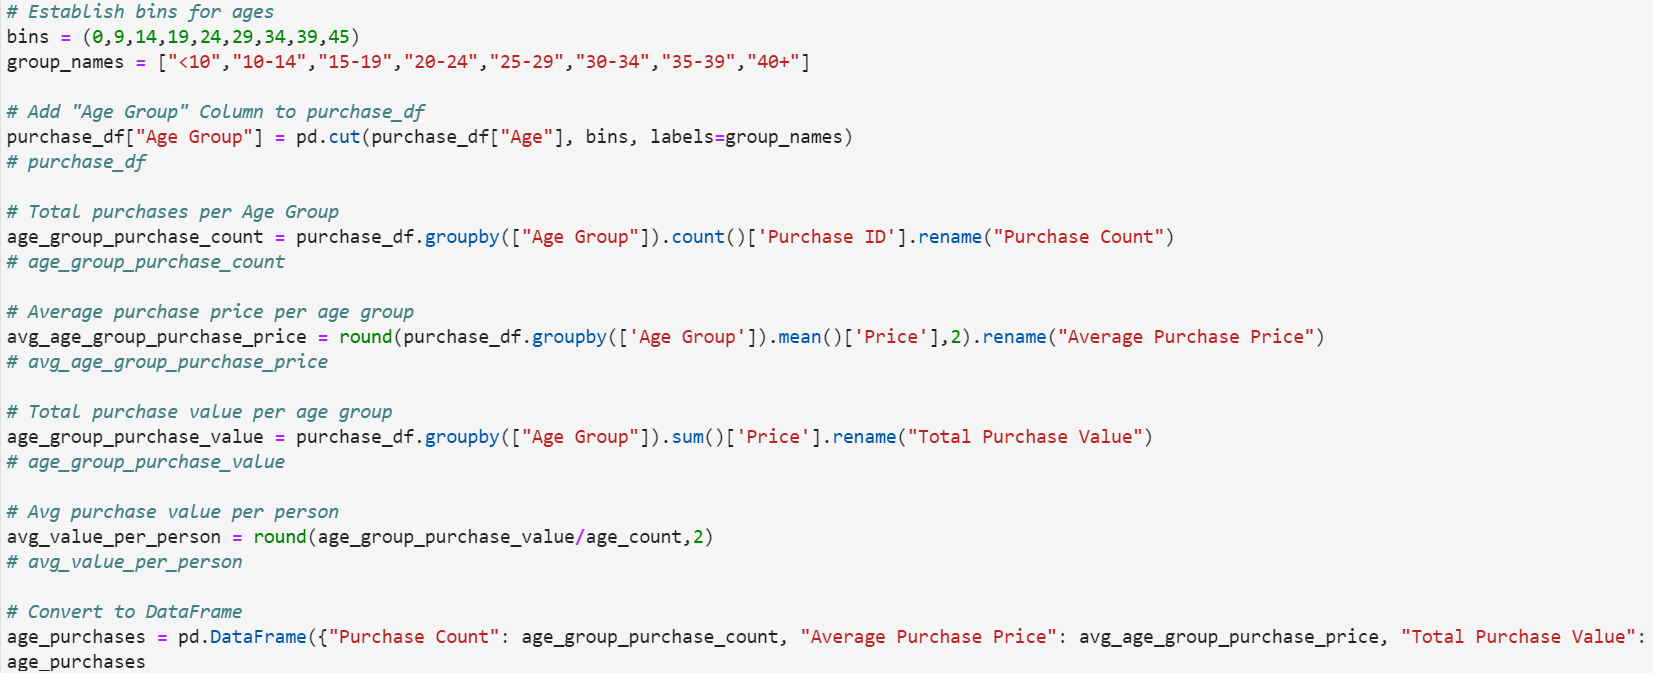 # Establish bins for ages
bins = (0,9,14,19,24,29,34,39,45)
group_names = ["<10","10-14","15-19","20-24","25-29","30-34","35-39","40+"]
# Add "Age Group" Column to purchase_df
purchase_df["Age Group"] = pd.cut(purchase_df["Age"], bins, labels=group_names)
# purchase_df
# Total purchases per Age Group
age_group_purchase_count = purchase_df.groupby(["Age Group"]).count()['Purchase ID'].rename("Purchase Count")
# age_group_purchase_count
# Average purchase price per age group
avg_age_group_purchase_price = round(purchase_df.groupby(['Age Group']).mean()['Price'],2).rename("Average Purchase Price")
# avg_age_group_purchase_price
# Total purchase value per age group
age_group_purchase_value = purchase_df.groupby(["Age Group"]).sum()['Price'].rename("Total Purchase Value")
# age_group_purchase_value
# Avg purchase value per person
avg_value_per_person = round(age_group_purchase_value/age_count,2)
# avg_value_per_person
# Convert to DataFrame
age_purchases = pd.DataFrame({"Purchase Count": age_group_purchase_count, "Average Purchase Price": avg_age_group_purchase_price, "Total Purchase Value":
age_purchases